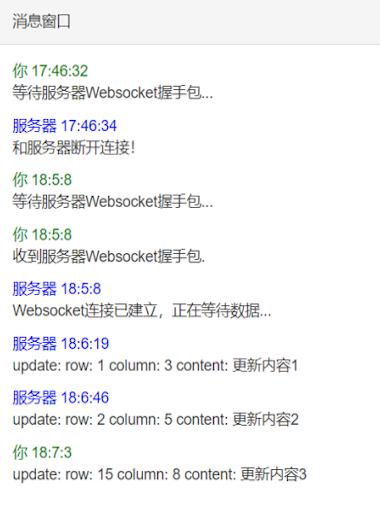 消息窗口
你 17:46:32
等待服务器Websocket握手包...
服务器 17:46:34
和服务器断开连接!
你 18:5:8
等待服务器Websocket握手包...
你 18:5:8
收到服务器Websocket握手包.
服务器 18:5:8
Websocket连接已建立，正在等待数据...
服务器 18:6:19
update: row: 1 column: 3 content: 更新内容1
服务器 18:6:46
update: row: 2 column: 5 content: 更新内容2
你 18:7:3
update: row: 15 column: 8 content: 更新内容3